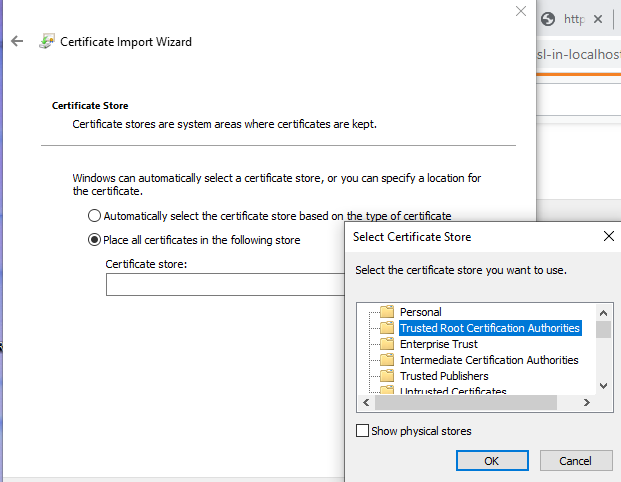 http
sl-in-localhost
Certificate Import Wizard
Certificate Store
Certificate stores are system areas where certificates are kept.
Windows can automatically select a certificate store, or you can specify a location for
the certificate.
Automatically select the certificate store based on the type of certificate
Place all certificates in the following store
Certificate store:
Select Certificate Store
Select the certificate store you want to use.
Personal
Trusted Root Certification Authorities
Enterprise Trust
Intermediate Certification Authorities
Trusted Publishers
Untrusted Certificates
Show physical stores
OK
Cancel